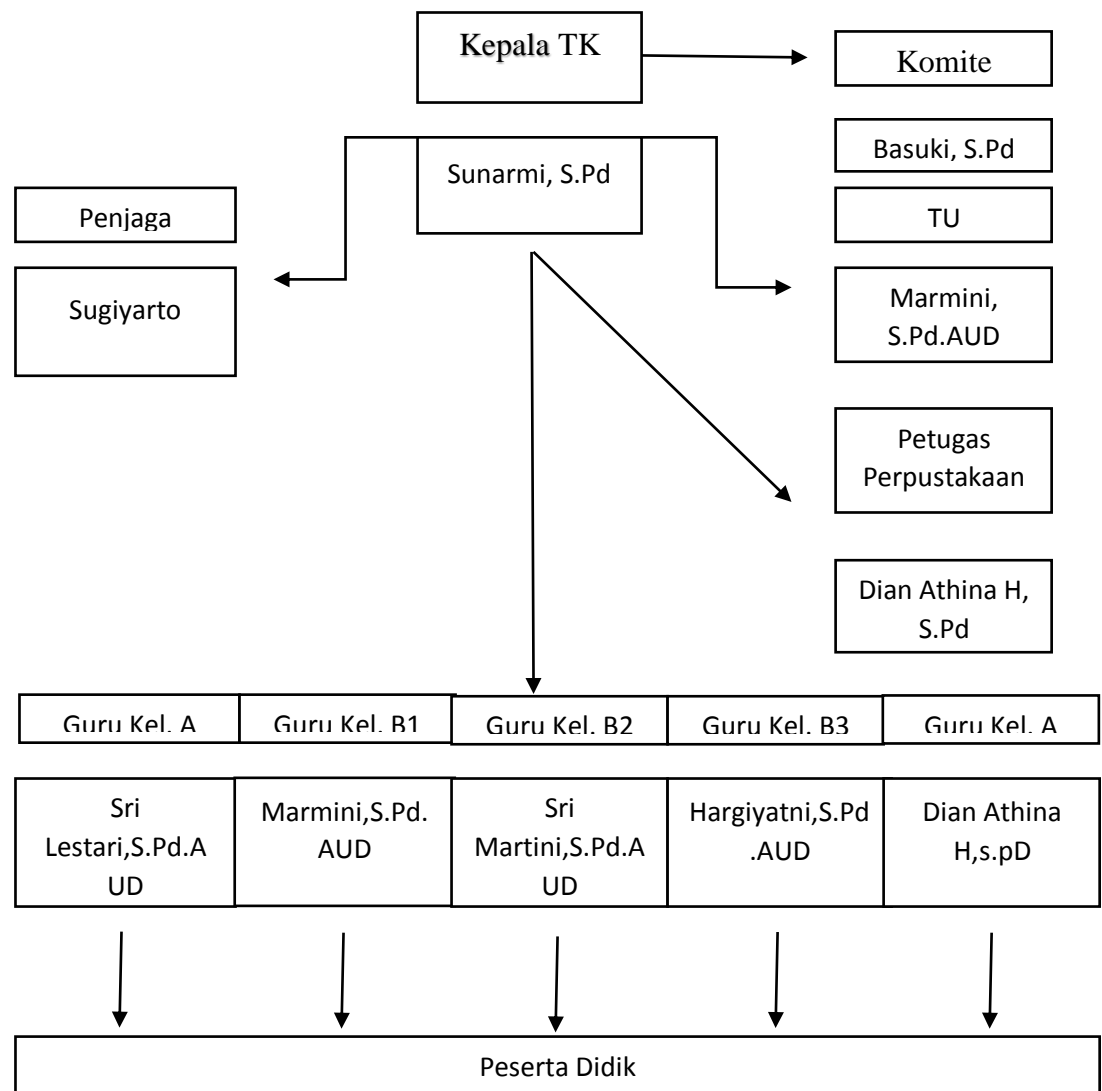 Kepala TK
Komite
Basuki, S.Pd
Sunarmi, S.Pd
Penjaga
TU
Sugiyarto
Marmini,
S.Pd.AUD
Petugas
Perpustakaan
Dian Athina H,
S.Pd
Guru Kel. A
Guru Kel. B1
Guru Kel. B2
Guru Kel. B3
Guru Kel. A
Sri
Lestari,S.Pd.A
UD
Marmini,S.Pd.
AUD
Sri
Martini,S.Pd.A
UD
Hargiyatni,S.Pd
.AUD
Dian Athina
H,s.pD
Peserta Didik